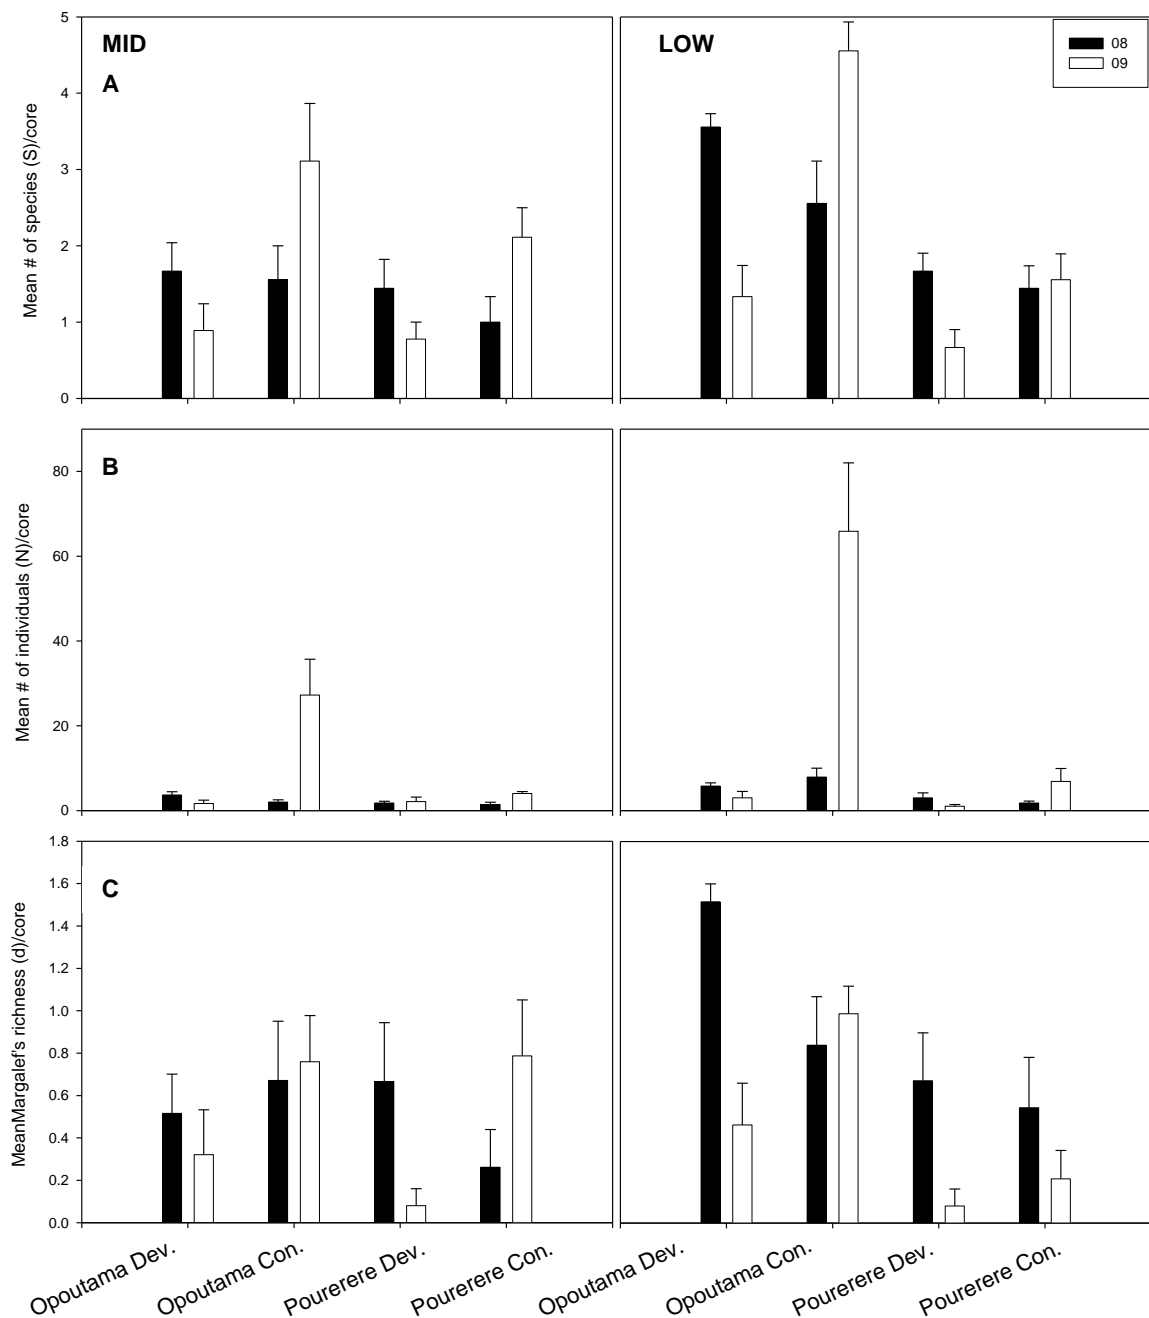 MID
LOW
08
09
A
Mean # of species (S)/core
5
4
3
2
1
0
B
Mean # of individuals (N)/core
80
60
40
20
0
C
MeanMargalef's richness (d)/core
1.8
1.6
1.4
1.2
1.0
0.8
0.6
0.4
0.2
0.0
Opoutama Dev.
Opoutama Con.
Pourerere Dev.
Pourerere Con.
Opoutama Dev.
Opoutama Con.
Pourerere Dev.
Pourerere Con.